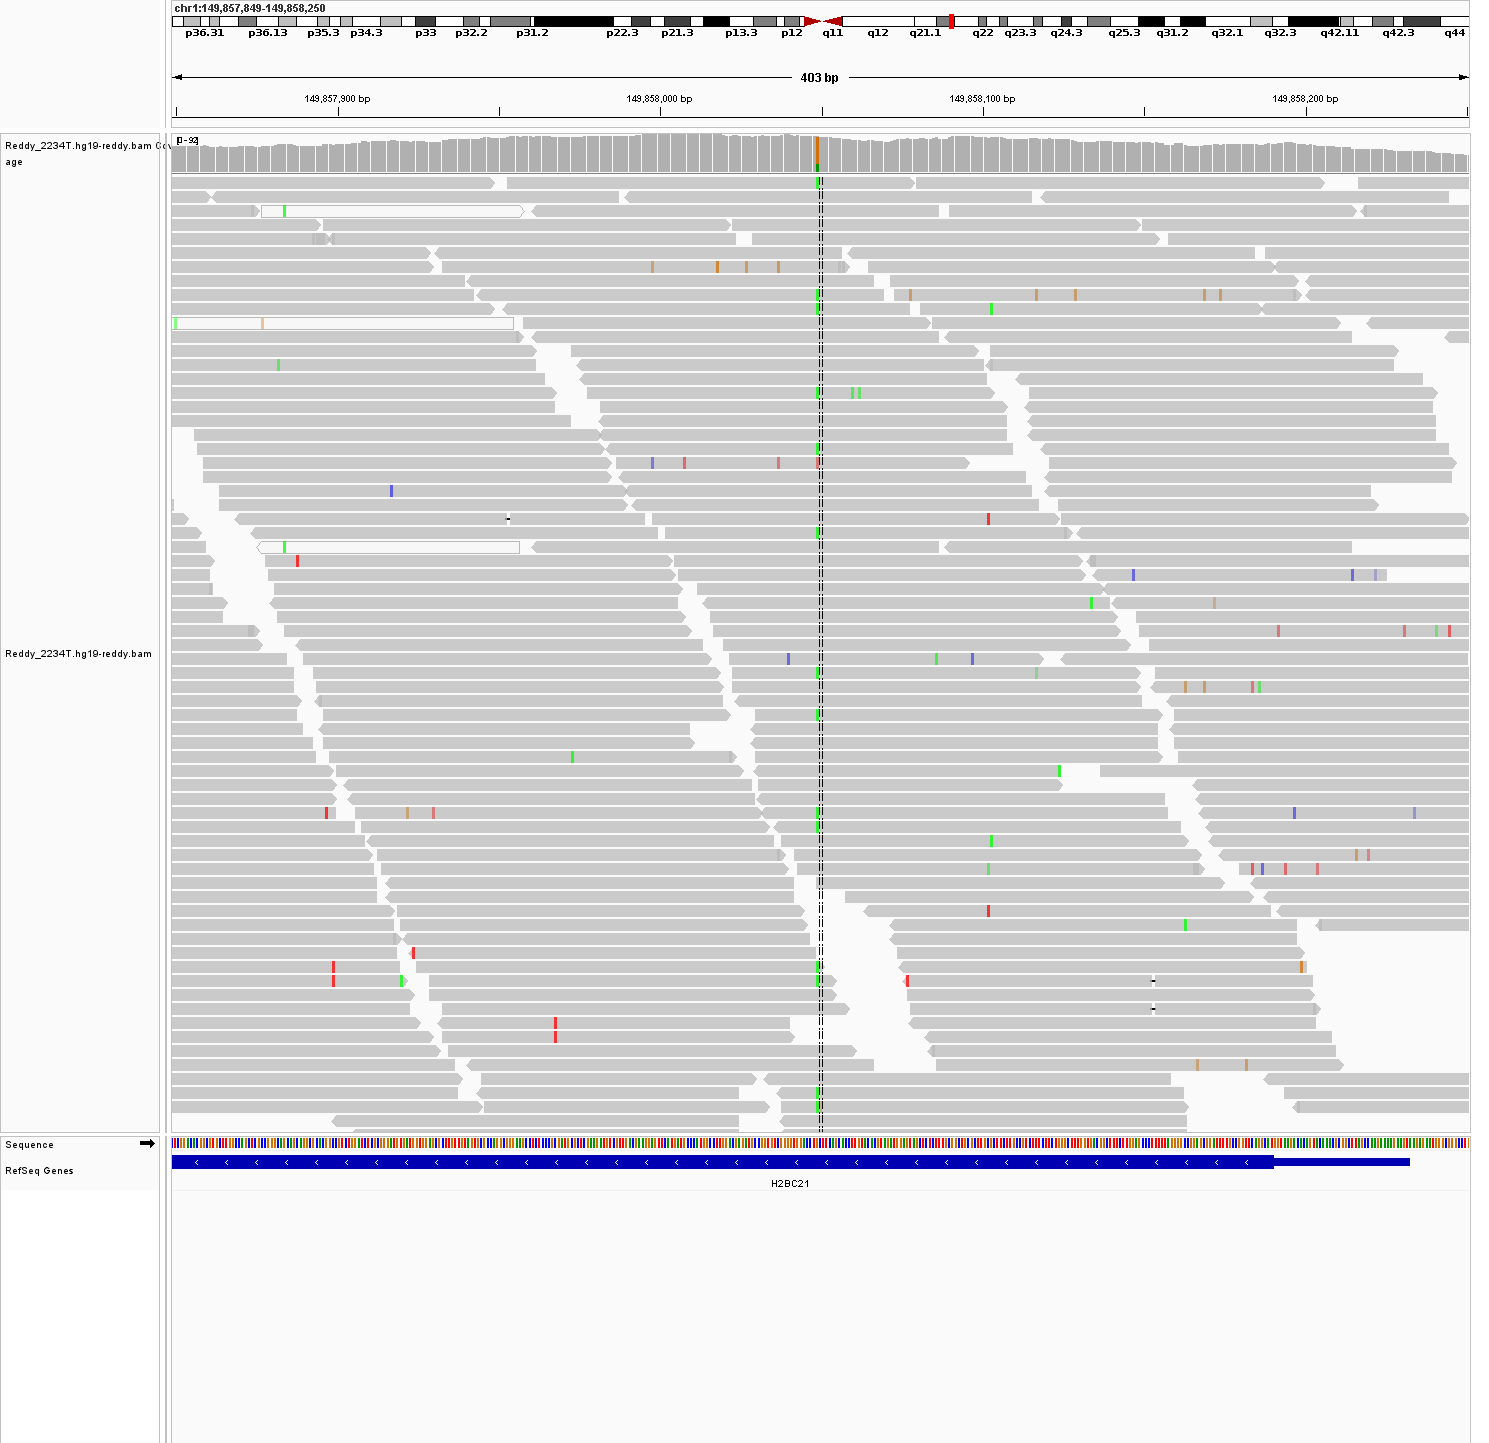 chr1:149,857,849-149,858,250
p36.31 p36.13 p35.3 p34.3 p33 p32.2 p31.2 p22.3 p21.3 p13.3 p12 q11 q12 q21.1 q22 q23.3 q24.3 q25.3 q31.2 q32.1 q32.3 q42.11 q42.3 q44
403 bp
149,857,900 bp 149,858,000 bp 149,858,100 bp 149,858,200 bp
[0-92]
Reddy_2234T.hg19-reddy.bam Cov
age
Reddy_2234T.hg19-reddy.bam
Sequence
RefSeq Genes
H2BC21